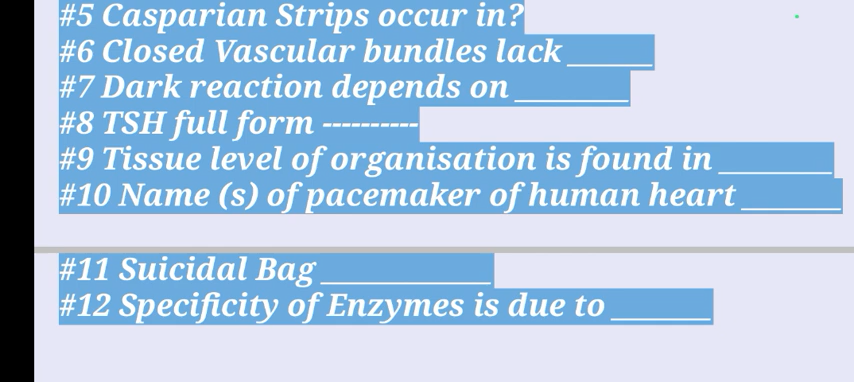 #5 Casparian Strips occur in?
#6 Closed Vascular bundles lack ______
#7 Dark reaction depends on ________
#8 TSH full form ----------
#9 Tissue level of organisation is found in ________
#10 Name (s) of pacemaker of human heart _______
#11 Suicidal Bag ____________
#12 Specificity of Enzymes is due to _______